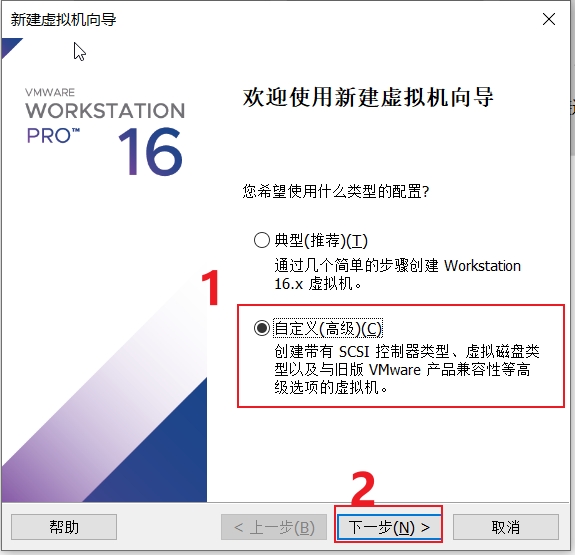 新建虚拟机向导
VMWARE
WORKSTATION
PRO™ 16
欢迎使用新建虚拟机向导
您希望使用什么类型的配置?
典型(推荐)(T)
通过几个简单的步骤创建 Workstation
16.x 虚拟机。
1
自定义(高级)(C)
创建带有 SCSI 控制器类型、虚拟磁盘类
型以及与旧版 VMware 产品兼容性等高
级选项的虚拟机。
2
帮助
< 上一步(B)
下一步(N) >
取消